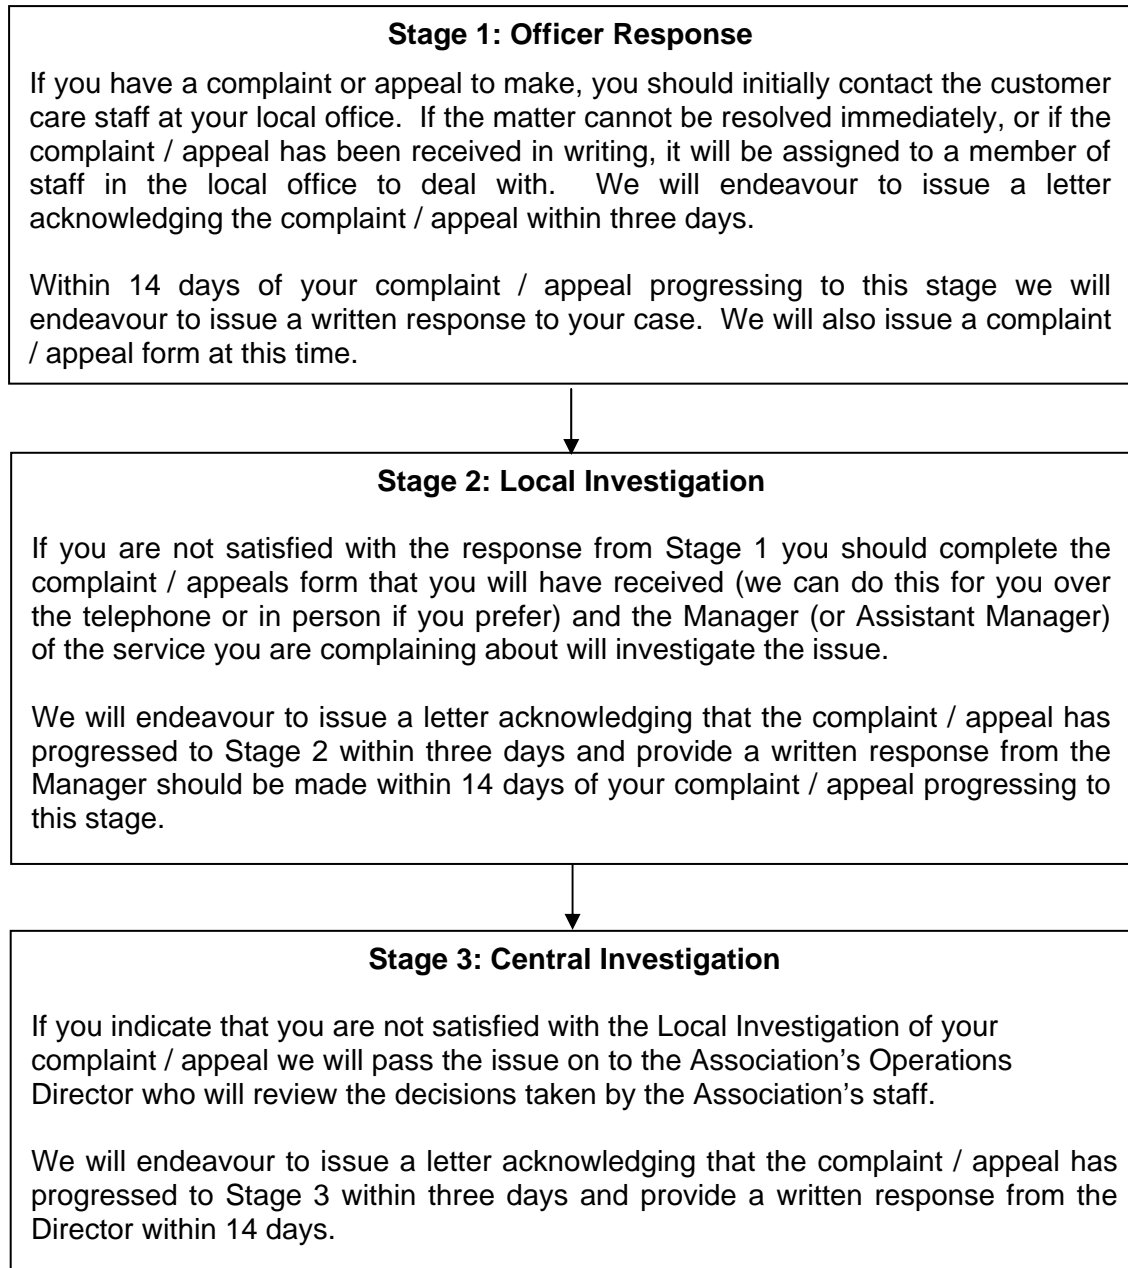 Stage 1: Officer Response
If you have a complaint or appeal to make, you should initially contact the customer
care staff at your local office. If the matter cannot be resolved immediately, or if the
complaint / appeal has been received in writing, it will be assigned to a member of
staff in the local office to deal with. We will endeavour to issue a letter
acknowledging the complaint / appeal within three days.
Within 14 days of your complaint / appeal progressing to this stage we will
endeavour to issue a written response to your case. We will also issue a complaint
/ appeal form at this time.
Stage 2: Local Investigation
If you are not satisfied with the response from Stage 1 you should complete the
complaint / appeals form that you will have received (we can do this for you over
the telephone or in person if you prefer) and the Manager (or Assistant Manager)
of the service you are complaining about will investigate the issue.
We will endeavour to issue a letter acknowledging that the complaint / appeal has
progressed to Stage 2 within three days and provide a written response from the
Manager should be made within 14 days of your complaint / appeal progressing to
this stage.
Stage 3: Central Investigation
If you indicate that you are not satisfied with the Local Investigation of your
complaint / appeal we will pass the issue on to the Association's Operations
Director who will review the decisions taken by the Association's staff.
We will endeavour to issue a letter acknowledging that the complaint / appeal has
progressed to Stage 3 within three days and provide a written response from the
Director within 14 days.